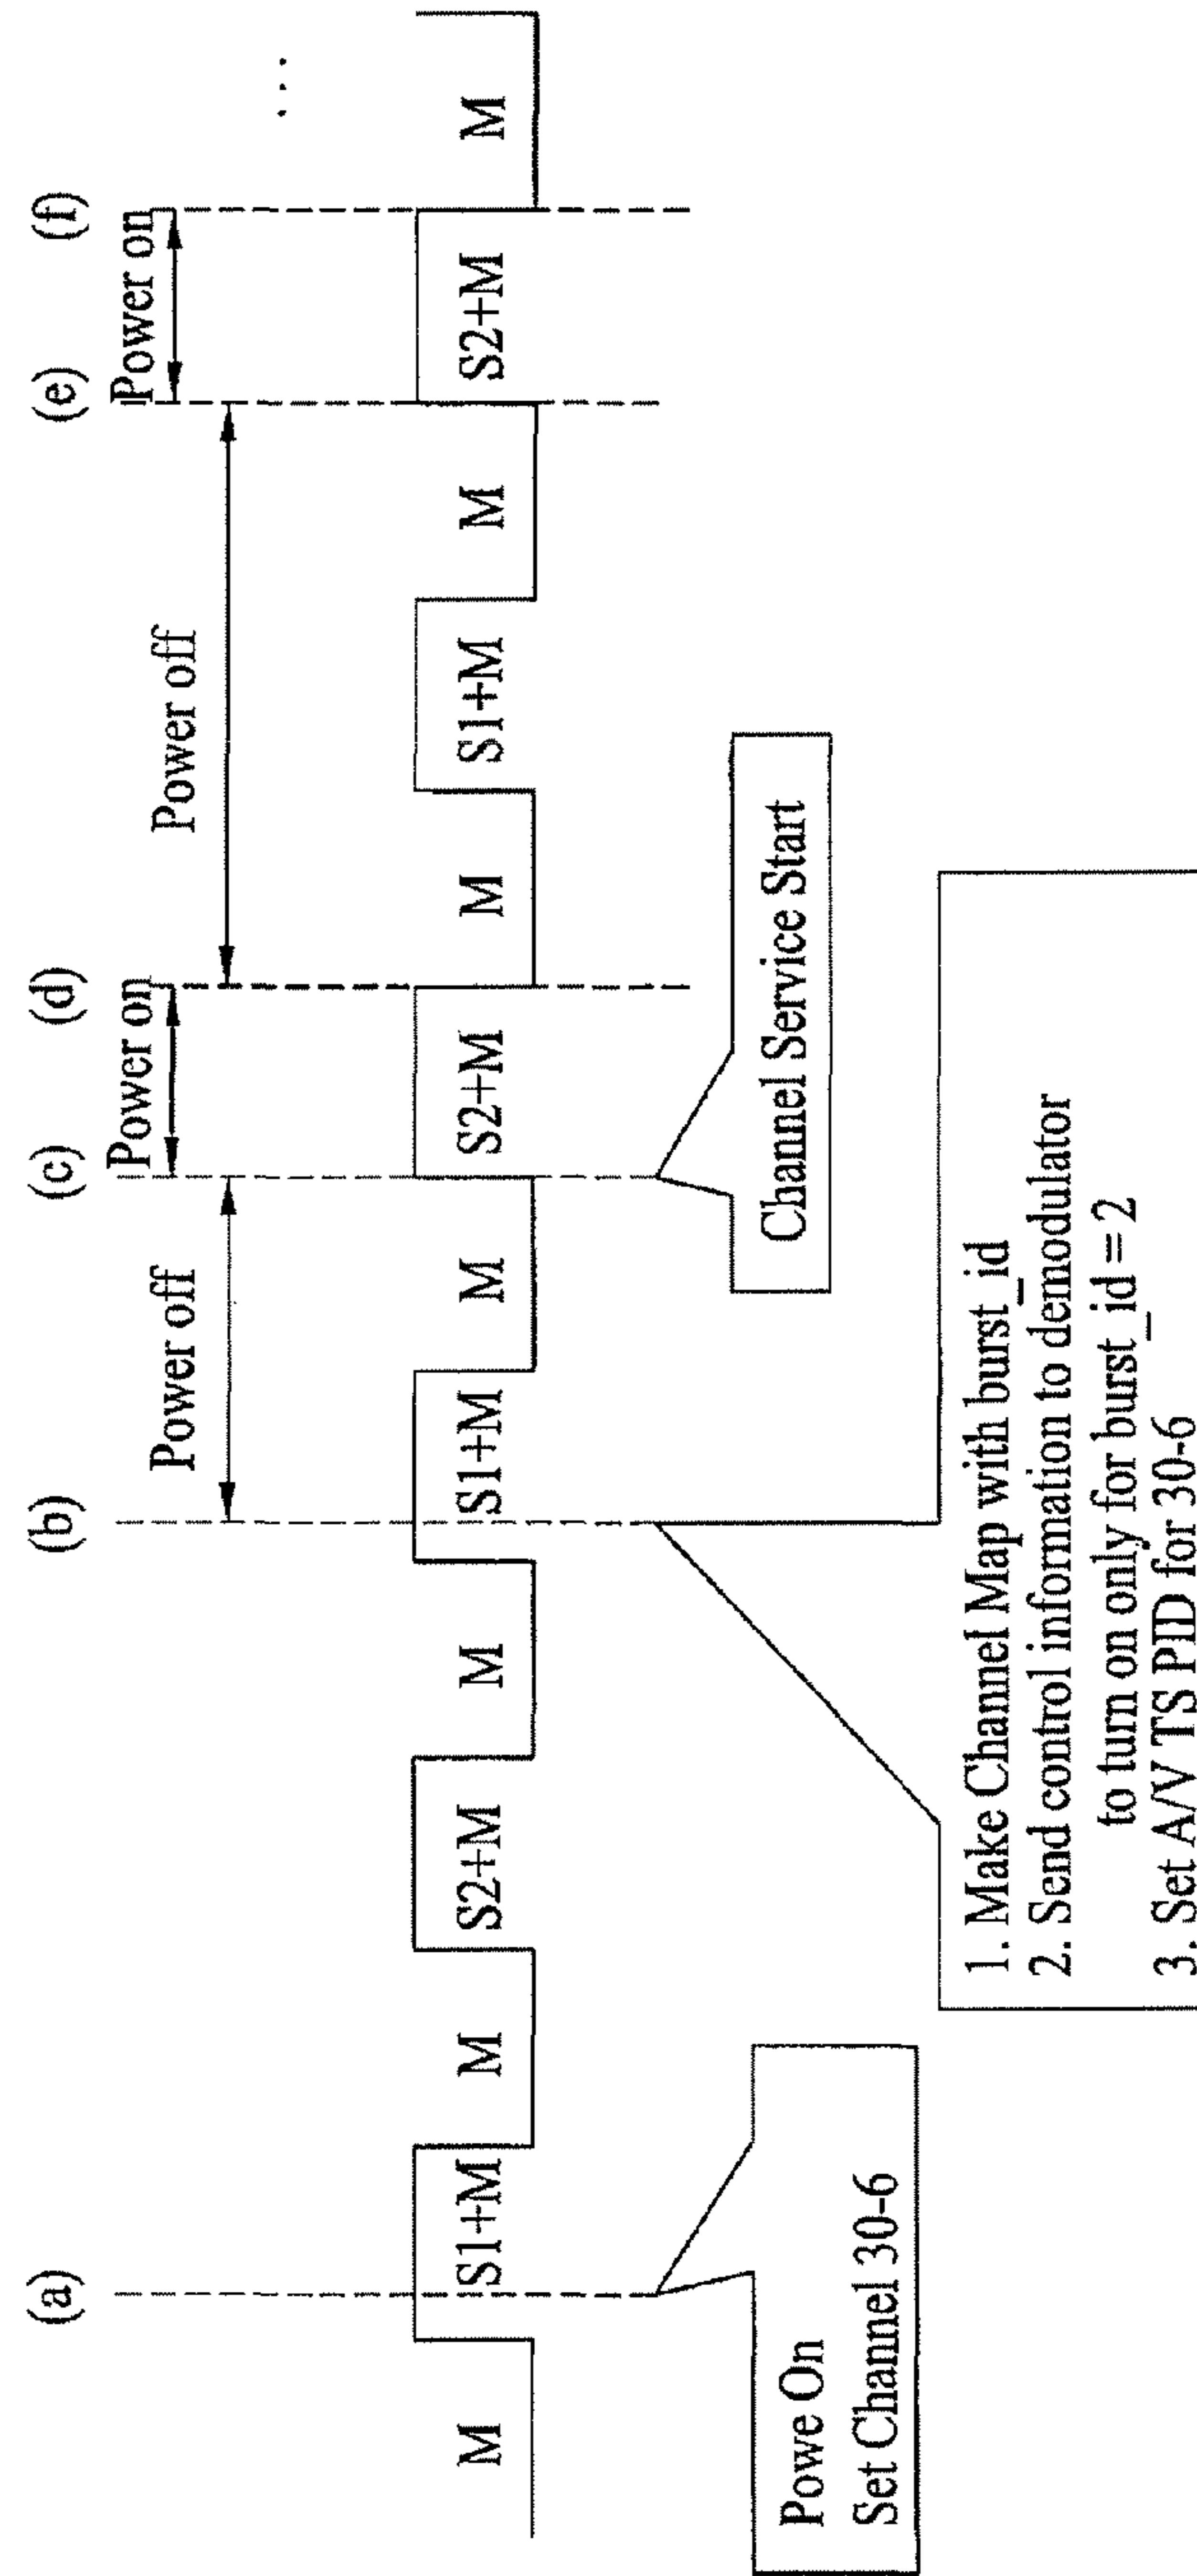 (a)
(b)
(c)
(d)
(e)
(f)
Power off
Power on
Power off
Power on
M
S1+M
M
S2+M
M
S1+M
M
S2+M
M
S1+M
M
S2+M
M
...
Powe On
Set Channel 30-6
Channel Service Start
1. Make Channel Map with burst_id
2. Send control information to demodulator
to turn on only for burst_id = 2
3. Set A/V TS PID for 30-6